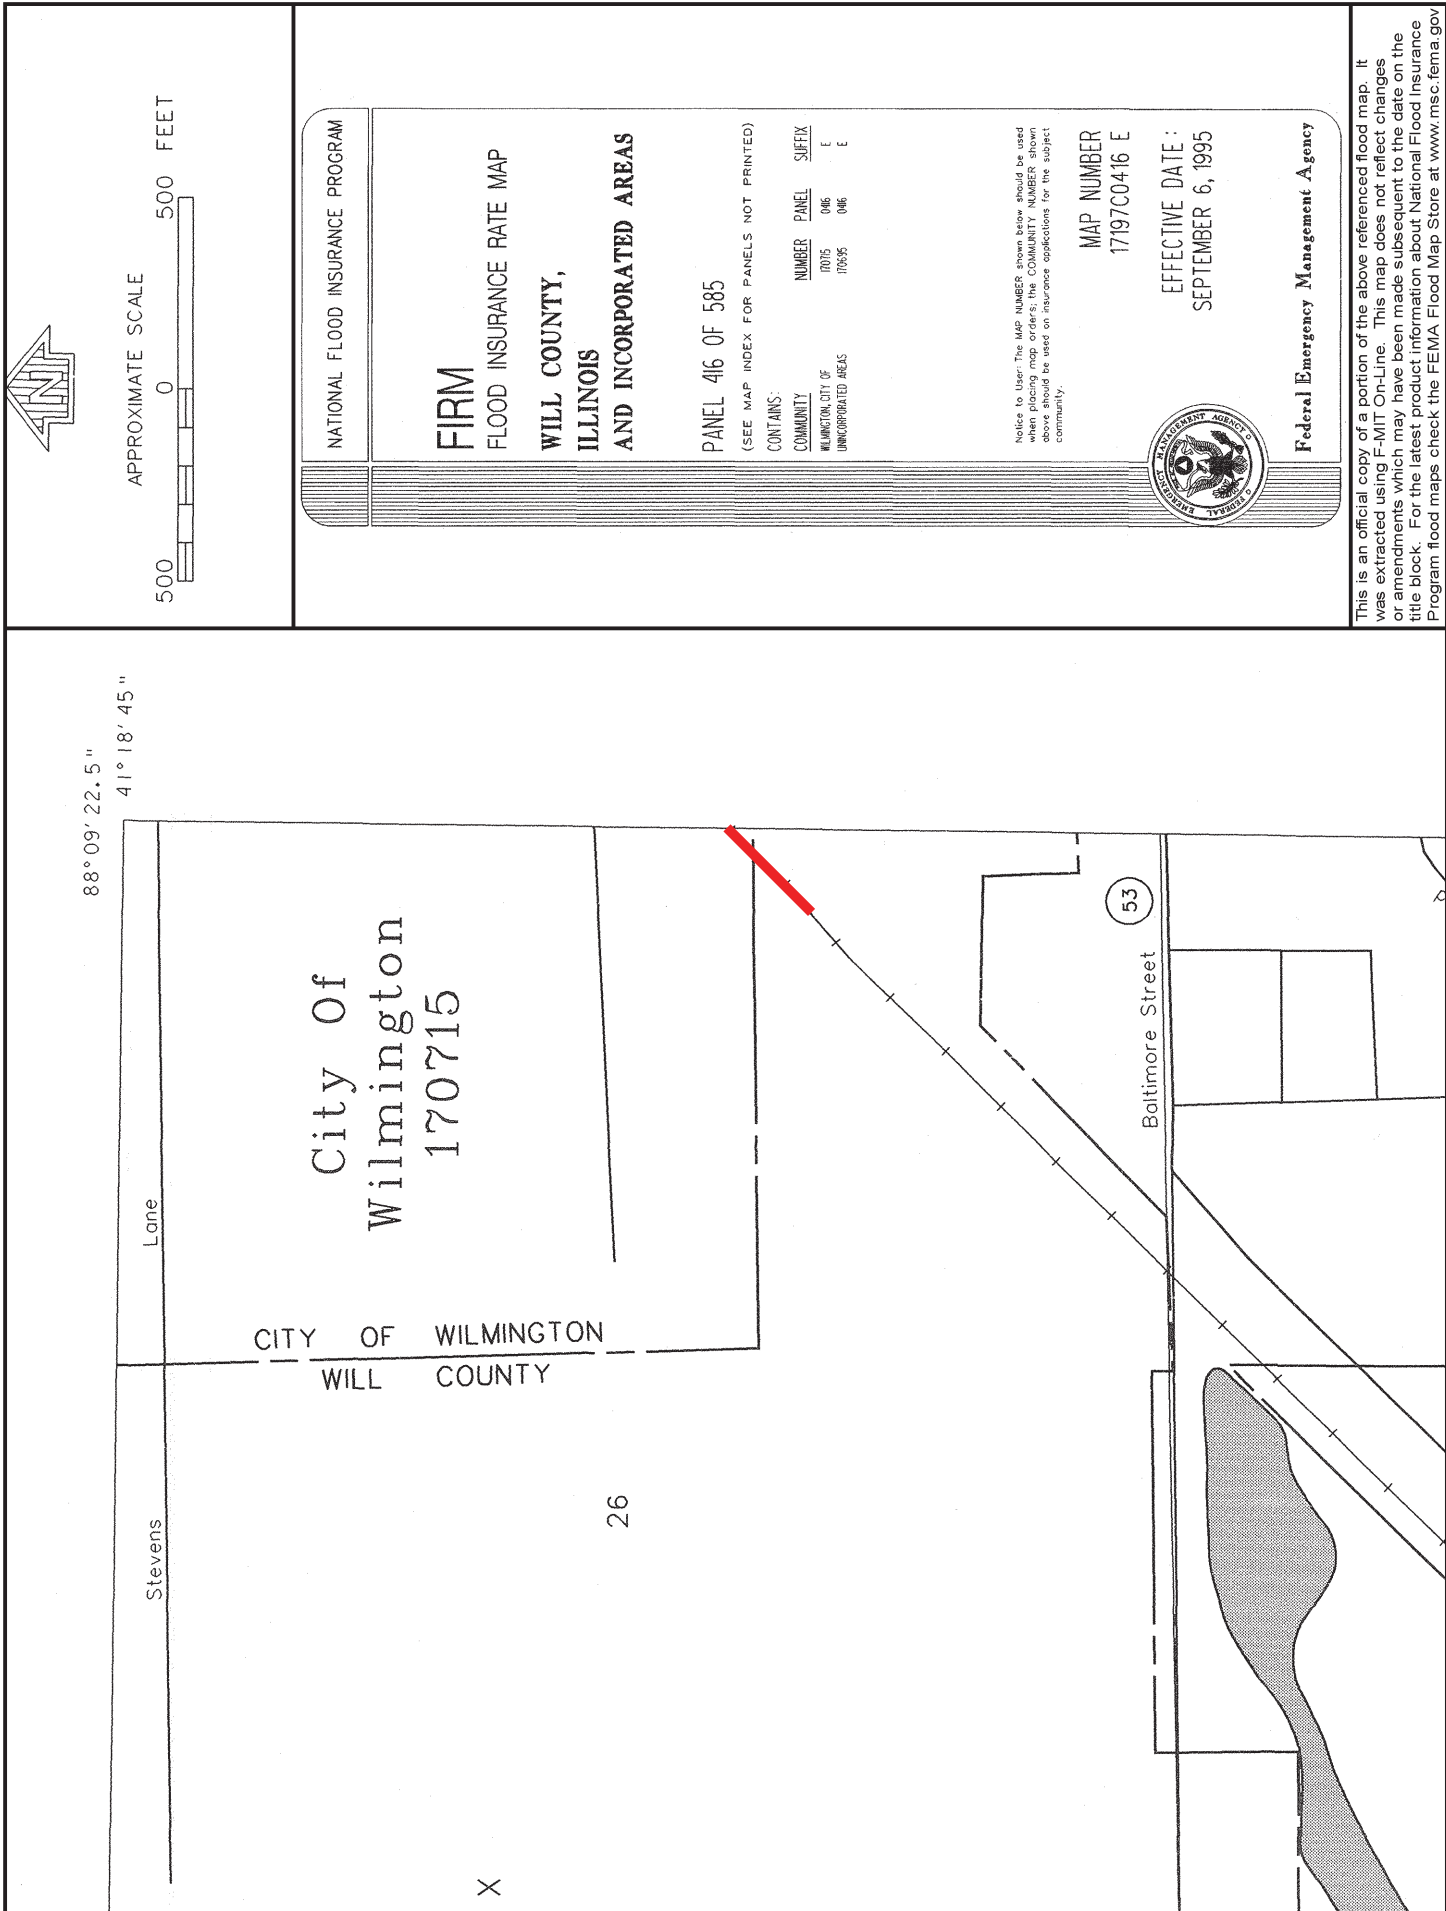 88°09'22.5"
41°18'45"
Stevens Lane
City Of
Wilmington
170715
CITY OF WILMINGTON
WILL COUNTY
26
X
Baltimore Street
53
N
APPROXIMATE SCALE
500 0 500 FEET
NATIONAL FLOOD INSURANCE PROGRAM
FIRM
FLOOD INSURANCE RATE MAP
WILL COUNTY,
ILLINOIS
AND INCORPORATED AREAS
PANEL 416 OF 585
(SEE MAP INDEX FOR PANELS NOT PRINTED)
CONTAINS:
COMMUNITY NUMBER PANEL SUFFIX
WILMINGTON, CITY OF 170715 0416 E
UNINCORPORATED AREAS 170695 0416 E
Notice to User: The MAP NUMBER shown below should be used
when placing map orders; the COMMUNITY NUMBER shown
above should be used on insurance applications for the subject
community.
MAP NUMBER
17197C0416 E
EFFECTIVE DATE:
SEPTEMBER 6, 1995
FEDERAL EMERGENCY MANAGEMENT AGENCY
Federal Emergency Management Agency
This is an official copy of a portion of the above referenced flood map. It
was extracted using F-MIT On-Line. This map does not reflect changes
or amendments which may have been made subsequent to the date on the
title block. For the latest product information about National Flood Insurance
Program flood maps check the FEMA Flood Map Store at www.msc.fema.gov